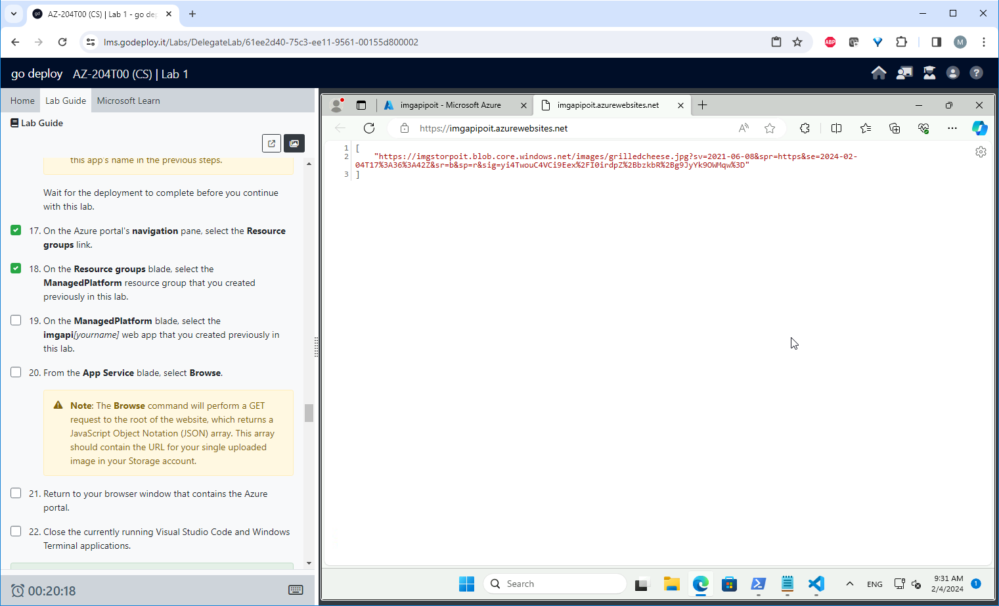 AZ-204T00 (CS) | Lab 1 - go dep
lms.godeploy.it/Labs/DelegateLab/61ee2d40-75c3-ee11-9561-00155d800002
ABP
M
go deploy
AZ-204T00 (CS) | Lab 1
Home
Lab Guide
Microsoft Learn
Lab Guide
this app's name in the previous steps.
Wait for the deployment to complete before you continue
with this lab.
17. On the Azure portal's navigation pane, select the Resource
groups link.
18. On the Resource groups blade, select the
ManagedPlatform resource group that you created
previously in this lab.
19. On the ManagedPlatform blade, select the
imgapi[yourname] web app that you created previously in
this lab.
20. From the App Service blade, select Browse.
Note: The Browse command will perform a GET
request to the root of the website, which returns a
JavaScript Object Notation (JSON) array. This array
should contain the URL for your single uploaded
image in your Storage account.
21. Return to your browser window that contains the Azure
portal.
22. Close the currently running Visual Studio Code and Windows
Terminal applications.
00:20:18
imgapipoit - Microsoft Azure
imgapipoit.azurewebsites.net
https://imgapipoit.azurewebsites.net
1 [
2 "https://imgstorpoit.blob.core.windows.net/images/grilledcheese.jpg?sv=2021-06-08&spr=https&se=2024-02-
04T17%3A36%3A42Z&sr=b&sp=r&sig=yi4TwouC4VCi9Eex%2FI0irdpZ%2BbzkbR%2Bg9JyYk9OWMqw%3D"
3 ]
Search
ENG
9:31 AM
2/4/2024
1